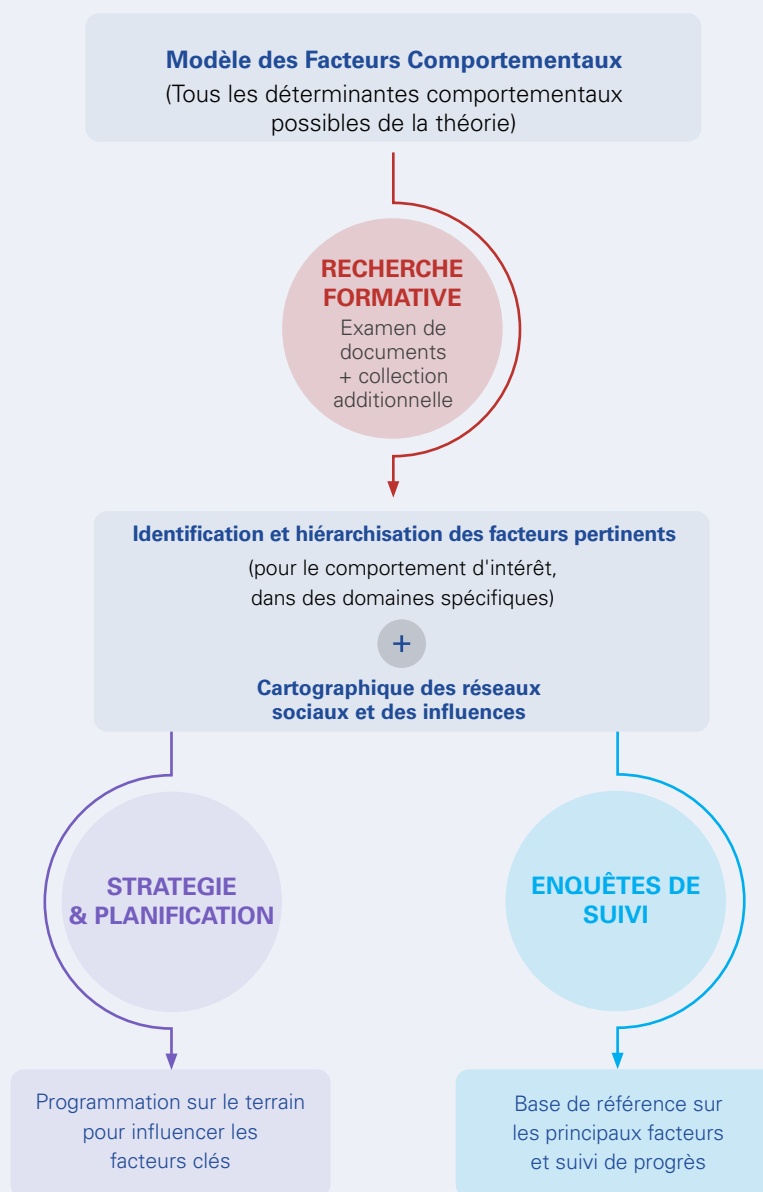 Modèle des Facteurs Comportementaux
(Tous les déterminantes comportementaux
possibles de la théorie)
RECHERCHE
FORMATIVE
Examen de
documents
+ collection
additionnelle
Identification et hiérarchisation des facteurs pertinents
(pour le comportement d'intérêt,
dans des domaines spécifiques)
+
Cartographique des réseaux
sociaux et des influences
STRATEGIE
& PLANIFICATION
ENQUÊTES DE
SUIVI
Programmation sur le terrain
pour influencer les
facteurs clés
Base de référence sur
les principaux facteurs
et suivi de progrès